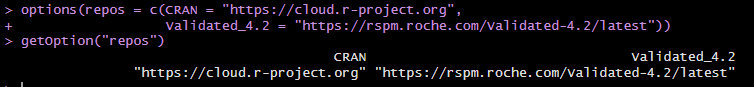 > options(repos = c(CRAN = "https://cloud.r-project.org",
+                   Validated_4.2 = "https://rspm.roche.com/Validated-4.2/latest"))
> getOption("repos")
                                    CRAN                                Validated_4.2
          "https://cloud.r-project.org" "https://rspm.roche.com/Validated-4.2/latest"
>